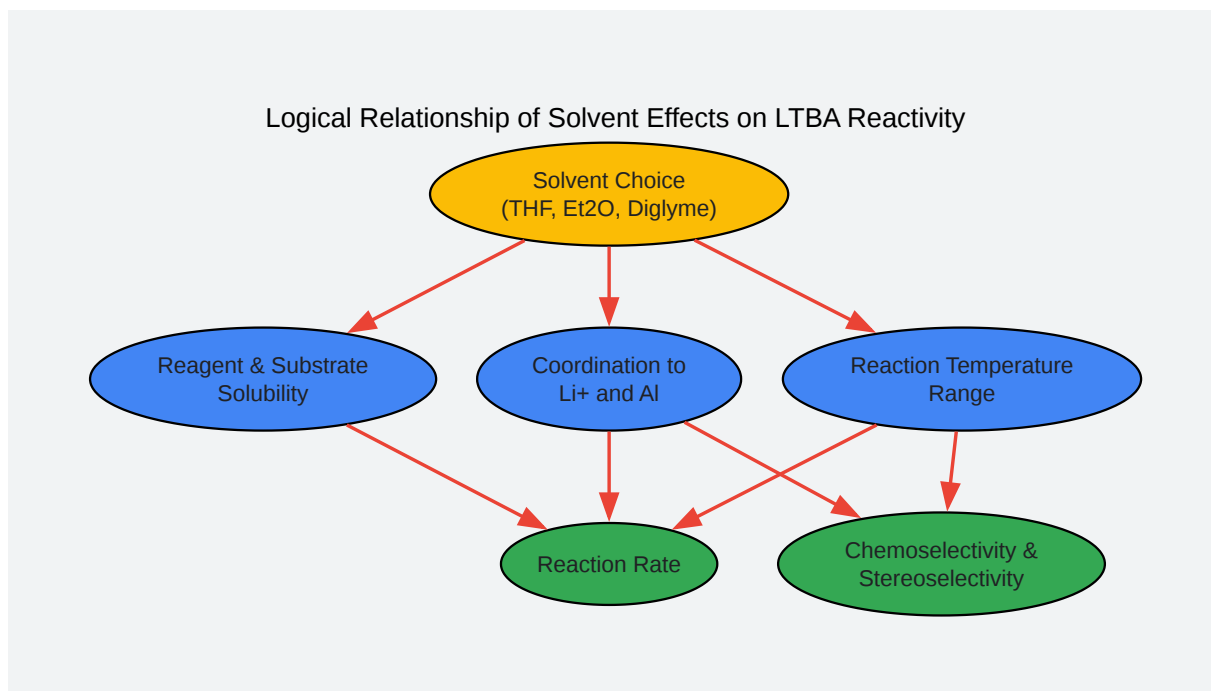 Logical Relationship of Solvent Effects on LTBA Reactivity
Solvent Choice
(THF, Et2O, Diglyme)
Reagent & Substrate
Solubility
Coordination to
Li+ and Al
Reaction Temperature
Range
Reaction Rate
Chemoselectivity &
Stereoselectivity